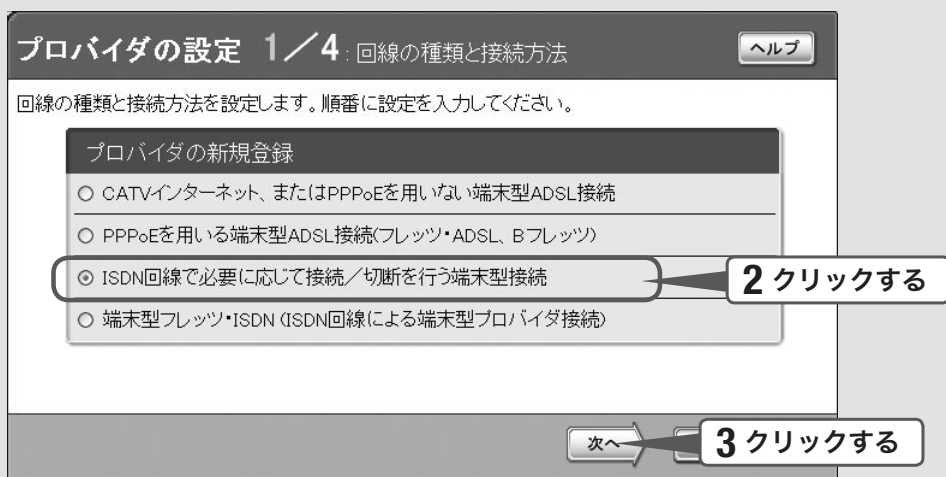 プロバイダの設定 1／4：回線の種類と接続方法 ヘルプ
回線の種類と接続方法を設定します。順番に設定を入力してください。
プロバイダの新規登録
CATVインターネット、またはPPPoEを用いない端末型ADSL接続
PPPoEを用いる端末型ADSL接続(フレッツ・ADSL、Bフレッツ)
ISDN回線で必要に応じて接続／切断を行う端末型接続
2 クリックする
端末型フレッツ・ISDN(ISDN回線による端末型プロバイダ接続)
次へ
3 クリックする